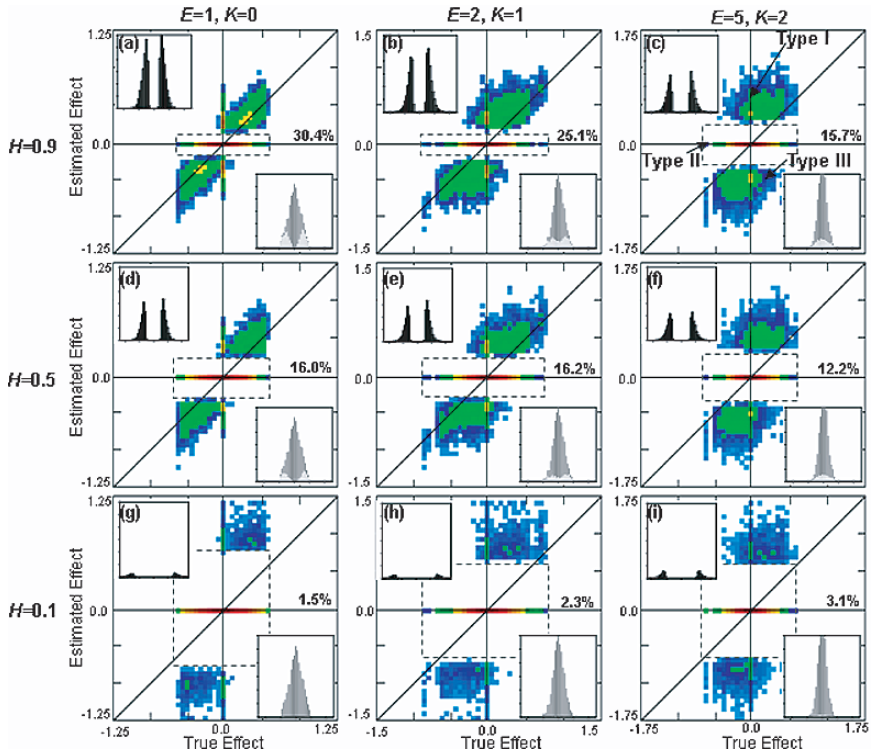 E=1, K=0
E=2, K=1
E=5, K=2
H=0.9
Estimated Effect
1.25
0.0
-1.25
(a)
30.4%
1.5
0.0
-1.5
(b)
25.1%
1.75
0.0
-1.75
(c)
Type I
15.7%
Type II
Type III
H=0.5
Estimated Effect
1.25
0.0
-1.25
(d)
16.0%
1.5
0.0
-1.5
(e)
16.2%
1.75
0.0
-1.75
(f)
12.2%
H=0.1
Estimated Effect
1.25
0.0
-1.25
(g)
1.5%
1.5
0.0
-1.5
(h)
2.3%
1.75
0.0
-1.75
(i)
3.1%
-1.25
0.0
1.25
True Effect
-1.5
0.0
1.5
True Effect
-1.75
0.0
1.75
True Effect